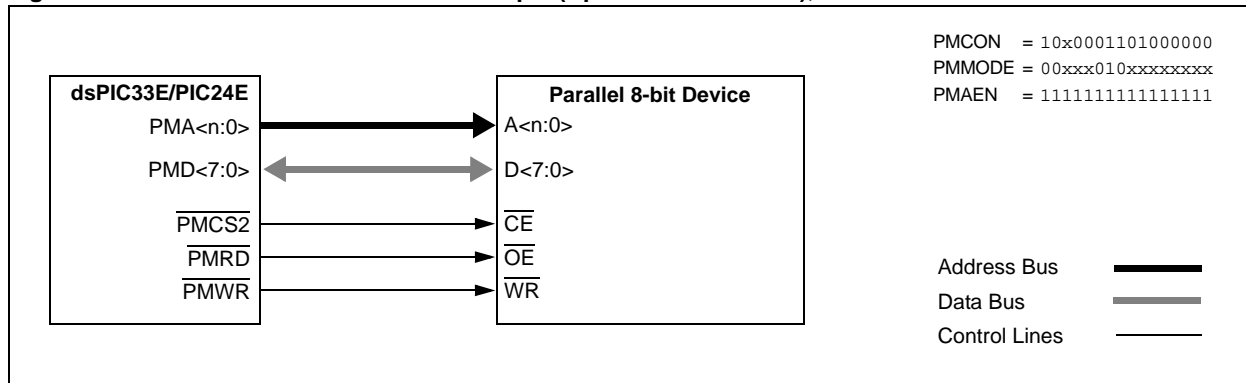 PMCON = 10x0001101000000
PMMODE = 00xxx010xxxxxxxx
PMAEN = 1111111111111111
dsPIC33E/PIC24E
Parallel 8-bit Device
PMA<n:0>
A<n:0>
PMD<7:0>
D<7:0>
PMCS2
CE
PMRD
OE
PMWR
WR
Address Bus
Data Bus
Control Lines